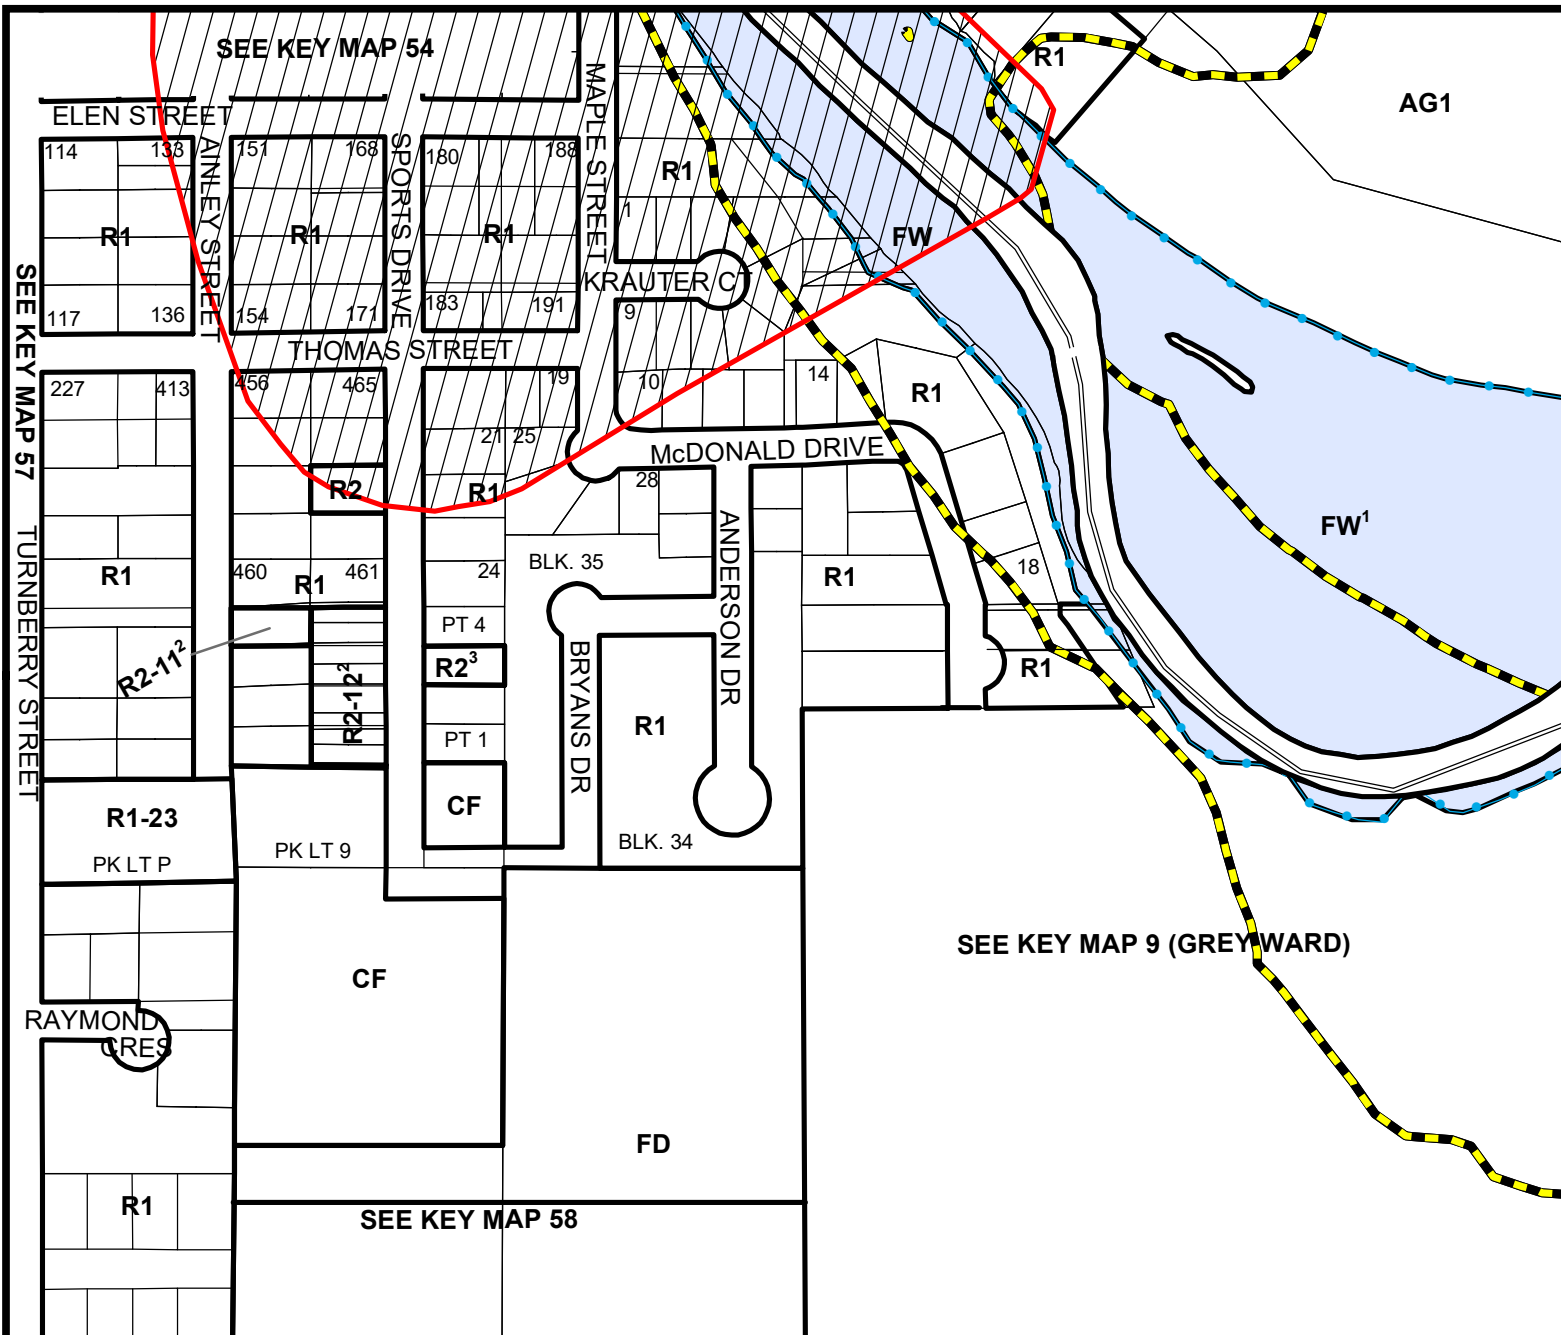 SEE KEY MAP 54
R1
AG1
ELEN STREET
MAPLE STREET
114
133
151
168
180
188
AINLEY STREET
SPORTS DRIVE
R1
1
R1
R1
R1
FW
KRAUTER CT
SEE KEY MAP 57
117
136
154
171
183
191
9
THOMAS STREET
227
413
456
465
19
10
14
R1
21
25
McDONALD DRIVE
R2
R1
28
FW¹
TURNBERRY STREET
ANDERSON DR
R1
460
R1
461
24
BLK. 35
R1
18
PT 4
R2-11²
R2-12²
R2³
BRYANS DR
R1
R1
PT 1
R1-23
CF
PK LT P
PK LT 9
BLK. 34
SEE KEY MAP 9 (GREY WARD)
CF
RAYMOND
CRES
FD
R1
SEE KEY MAP 58